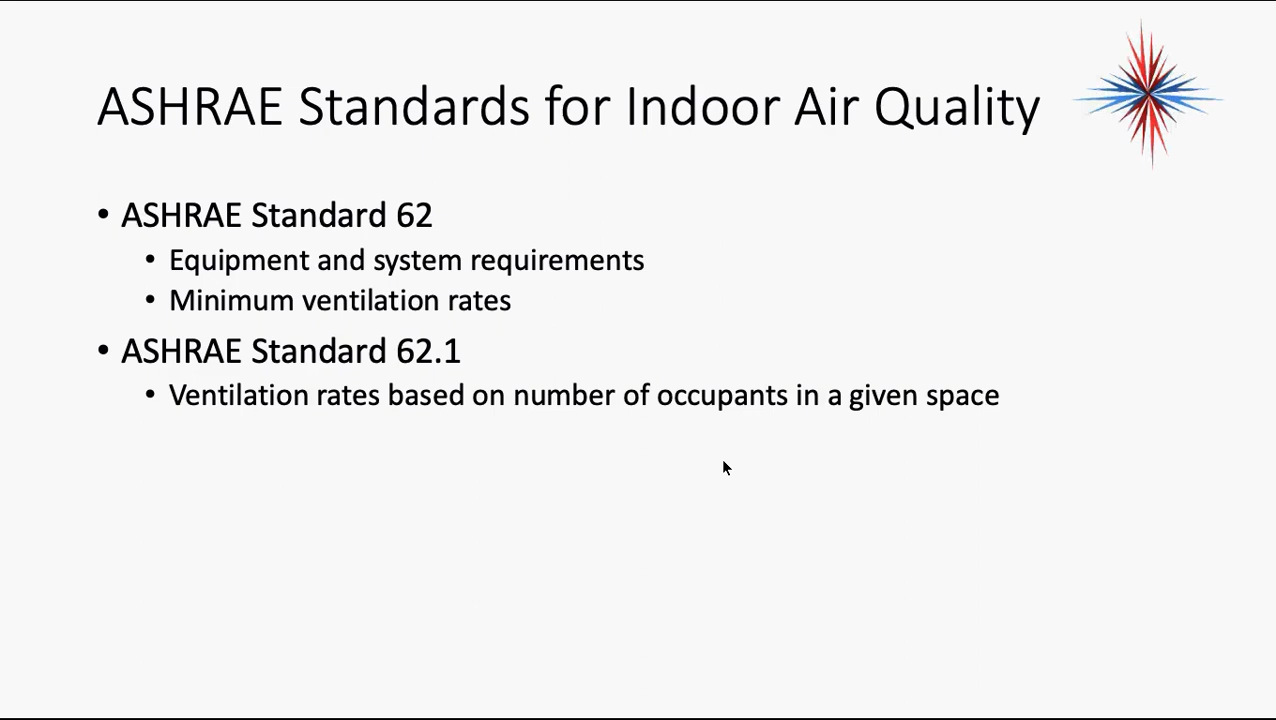 ASHRAE Standards for Indoor Air Quality
• ASHRAE Standard 62
• Equipment and system requirements
• Minimum ventilation rates
• ASHRAE Standard 62.1
• Ventilation rates based on number of occupants in a given space